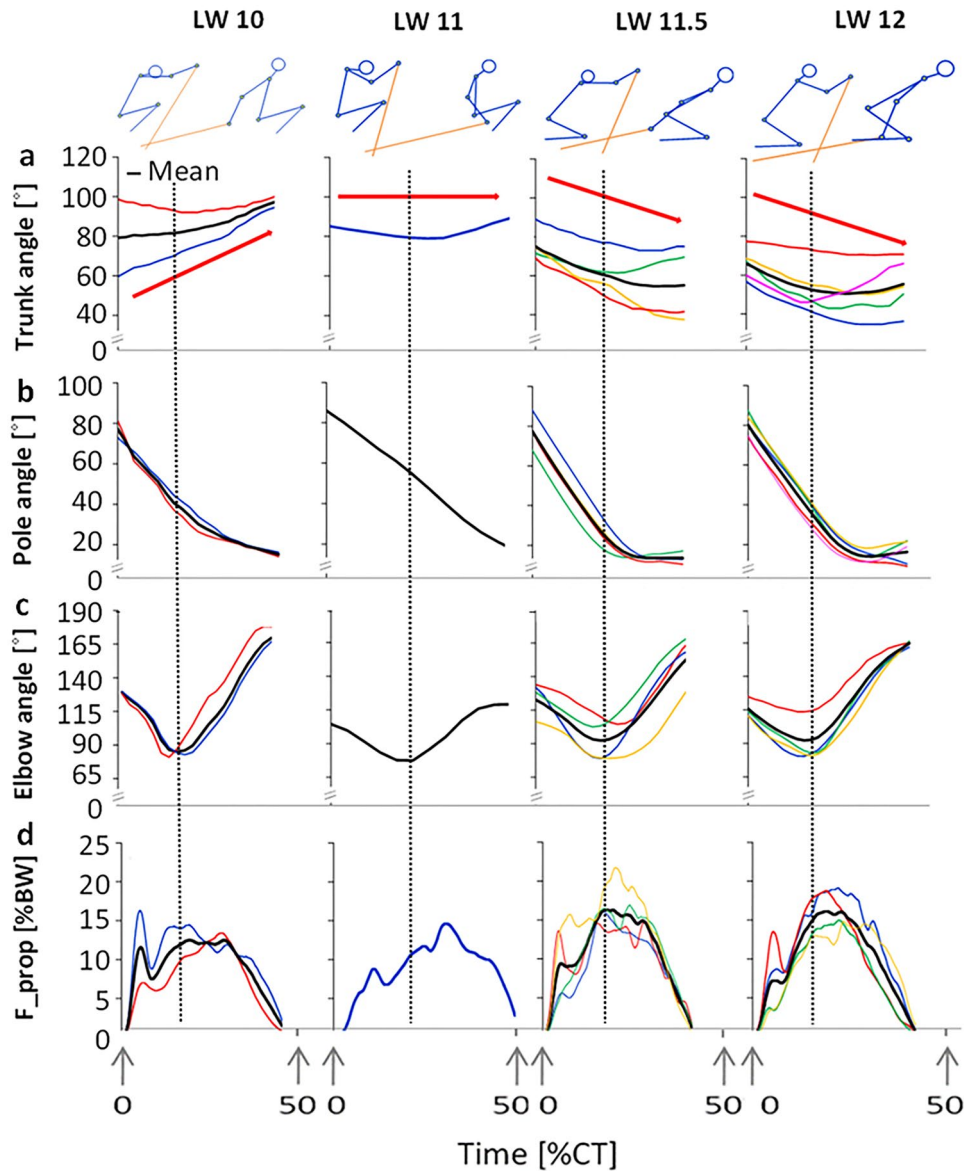 LW 10 LW 11 LW 11.5 LW 12
a
Trunk angle [°]
120
100
80
60
40
0
– Mean
b
Pole angle [°]
100
80
60
40
20
0
c
Elbow angle [°]
190
165
140
115
90
65
0
d
F_prop [%BW]
25
20
15
10
5
0
0 50 0 50 0 50 0 50
Time [%CT]